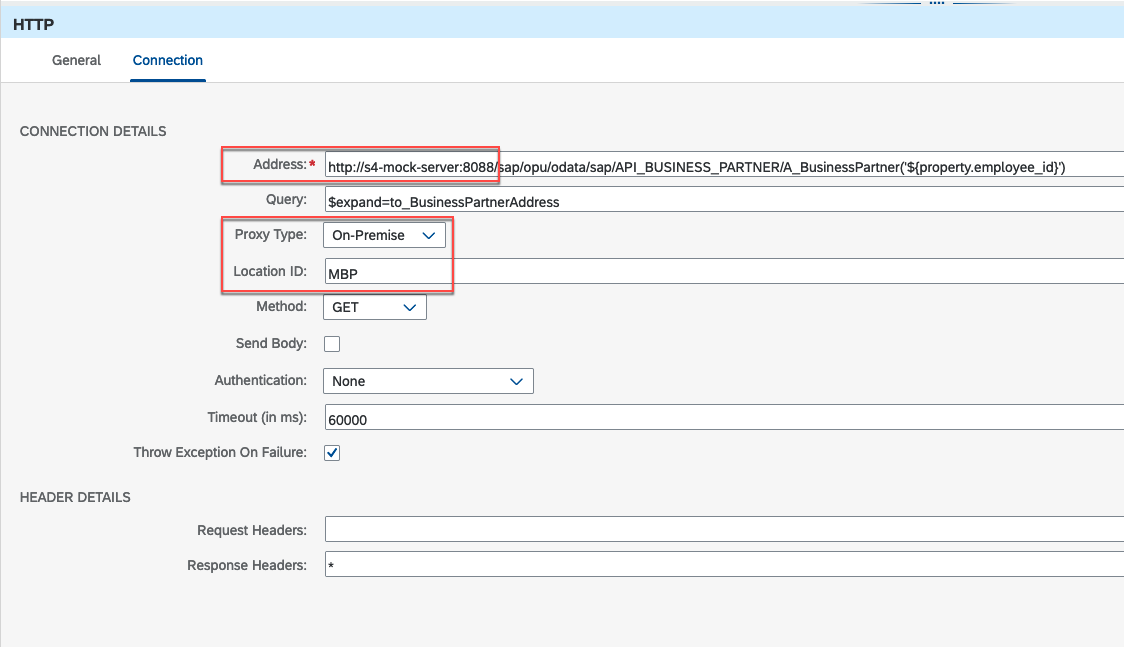 HTTP
General Connection
CONNECTION DETAILS
Address:* http://s4-mock-server:8088/sap/opu/odata/sap/API_BUSINESS_PARTNER/A_BusinessPartner('${property.employee_id}')
Query: $expand=to_BusinessPartnerAddress
Proxy Type: On-Premise
Location ID: MBP
Method: GET
Send Body:
Authentication: None
Timeout (in ms): 60000
Throw Exception On Failure:
HEADER DETAILS
Request Headers:
Response Headers: *